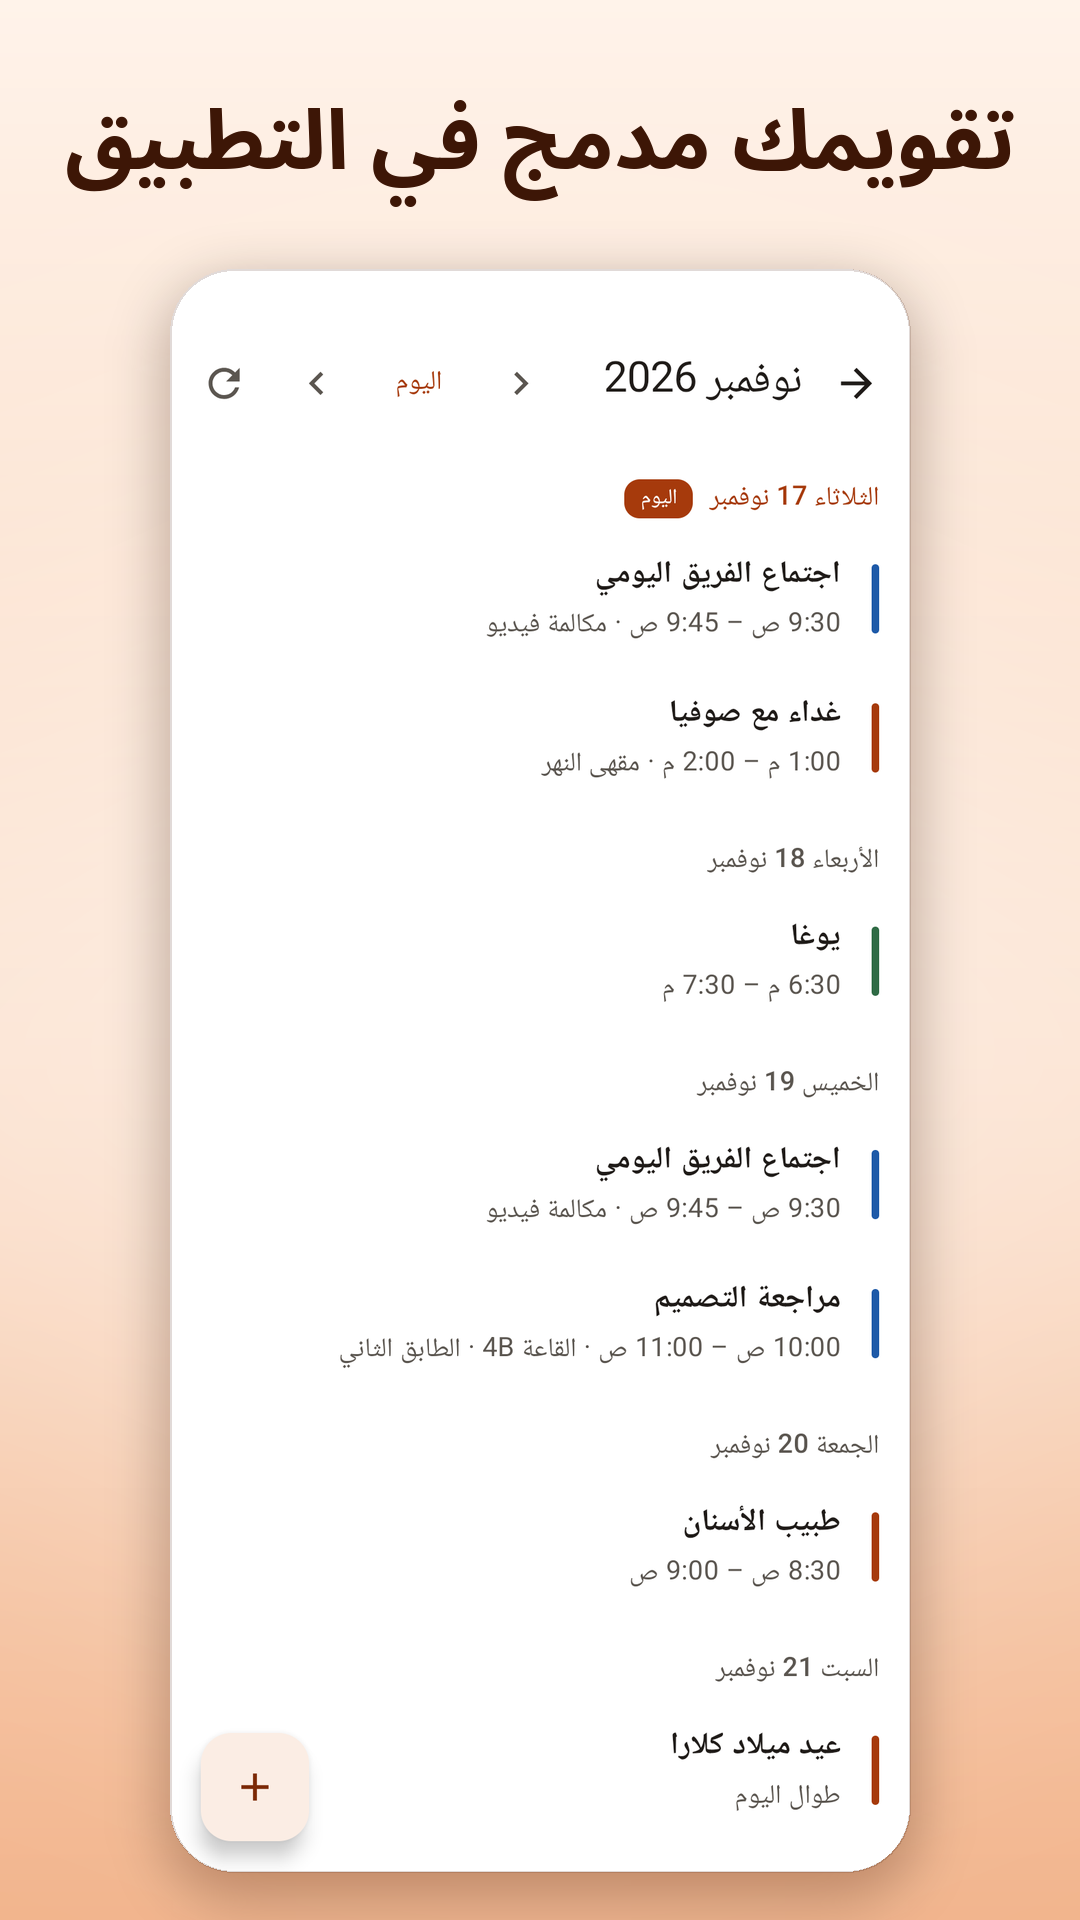 تقويمك مدمج في التطبيق
نوفمبر 2026
اليوم
الثلاثاء 17 نوفمبر اليوم
اجتماع الفريق اليومي
9:30 ص – 9:45 ص · مكالمة فيديو
غداء مع صوفيا
1:00 م – 2:00 م · مقهى النهر
الأربعاء 18 نوفمبر
يوغا
6:30 م – 7:30 م
الخميس 19 نوفمبر
اجتماع الفريق اليومي
9:30 ص – 9:45 ص · مكالمة فيديو
مراجعة التصميم
10:00 ص – 11:00 ص · القاعة 4B · الطابق الثاني
الجمعة 20 نوفمبر
طبيب الأسنان
8:30 ص – 9:00 ص
السبت 21 نوفمبر
عيد ميلاد كلارا
طوال اليوم